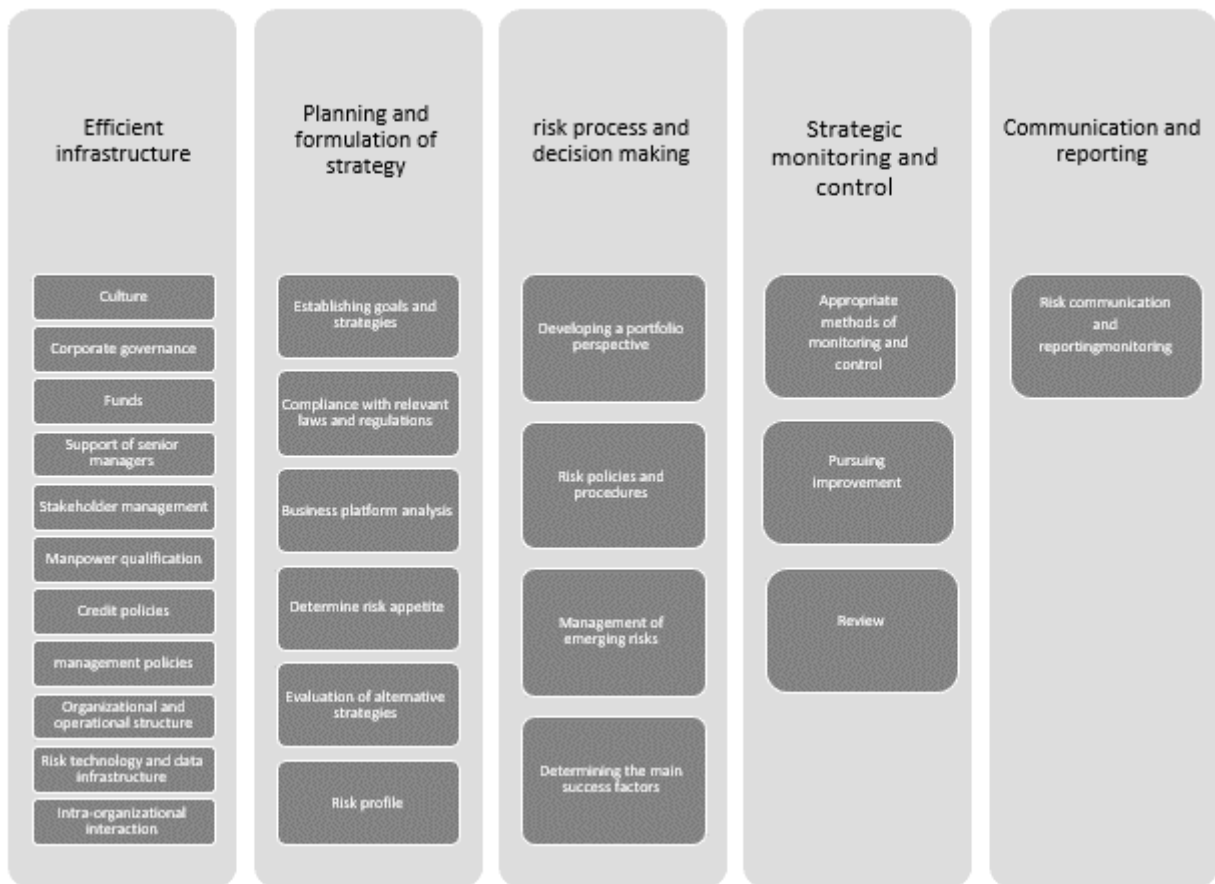 Efficient
infrastructure
Culture
Corporate governance
Funds
Support of senior
managers
Stakeholder management
Manpower qualification
Credit policies
management policies
Organizational and
operational structure
Risk technology and data
infrastructure
Intra-organizational
interaction
Planning and
formulation of
strategy
Establishing goals and
strategies
Compliance with relevant
laws and regulations
Business platform analysis
Determine risk appetite
Evaluation of alternative
strategies
Risk profile
risk process and
decision making
Developing a portfolio
perspective
Risk policies and
procedures
Management of
emerging risks
Determining the main
success factors
Strategic
monitoring and
control
Appropriate
methods of
monitoring and
control
Pursuing
improvement
Review
Communication and
reporting
Risk communication
and
reportingmonitoring